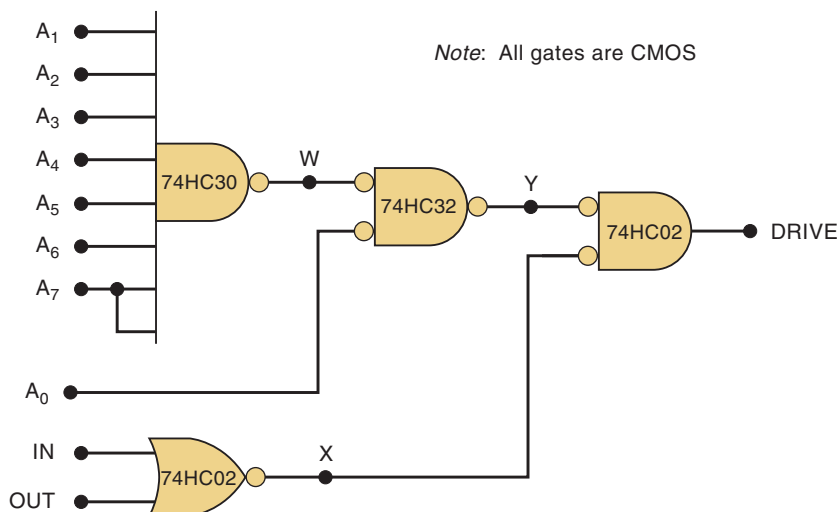 A1
Note: All gates are CMOS
A2
A3
A4
W
74HC30
Y
A5
74HC32
74HC02
DRIVE
A6
A7
A0
IN
X
74HC02
OUT